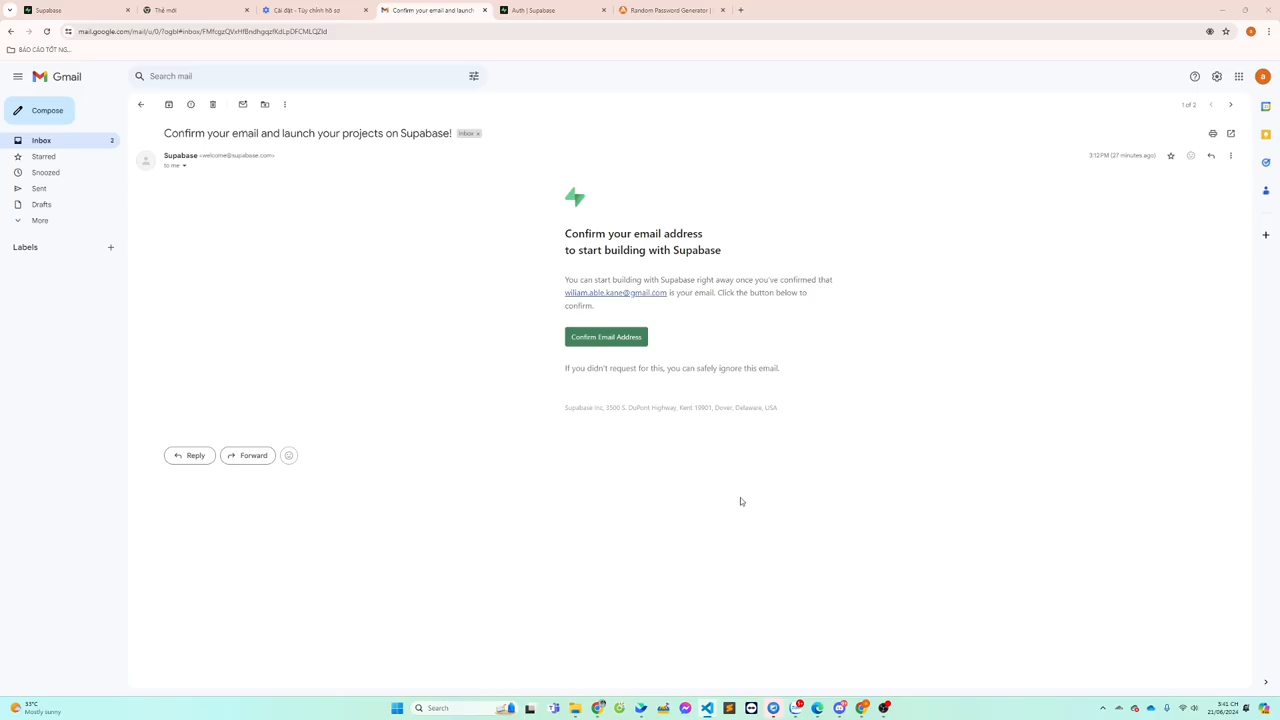 Supabase
Thẻ mới
Cài đặt - Tùy chỉnh hồ sơ
Confirm your email and launch
Auth | Supabase
Random Password Generator |
mail.google.com/mail/u/0/?ogbl#inbox/FMfcgzQVxHfBndhgqzfKdLpDFCMLQZld
BÁO CÁO TỐT NG...
Gmail
Search mail
Compose
1 of 2
Inbox 2
Confirm your email and launch your projects on Supabase! Inbox x
Starred
Supabase <welcome@supabase.com>
3:12 PM (27 minutes ago)
to me
Snoozed
Sent
Drafts
More
Labels
Confirm your email address
to start building with Supabase
You can start building with Supabase right away once you've confirmed that
wiliam.able.kane@gmail.com is your email. Click the button below to
confirm.
Confirm Email Address
If you didn't request for this, you can safely ignore this email.
Supabase Inc, 3500 S. DuPont Highway, Kent 19901, Dover, Delaware, USA
Reply
Forward
33°C
Mostly sunny
Search
3:41 CH
21/06/2024